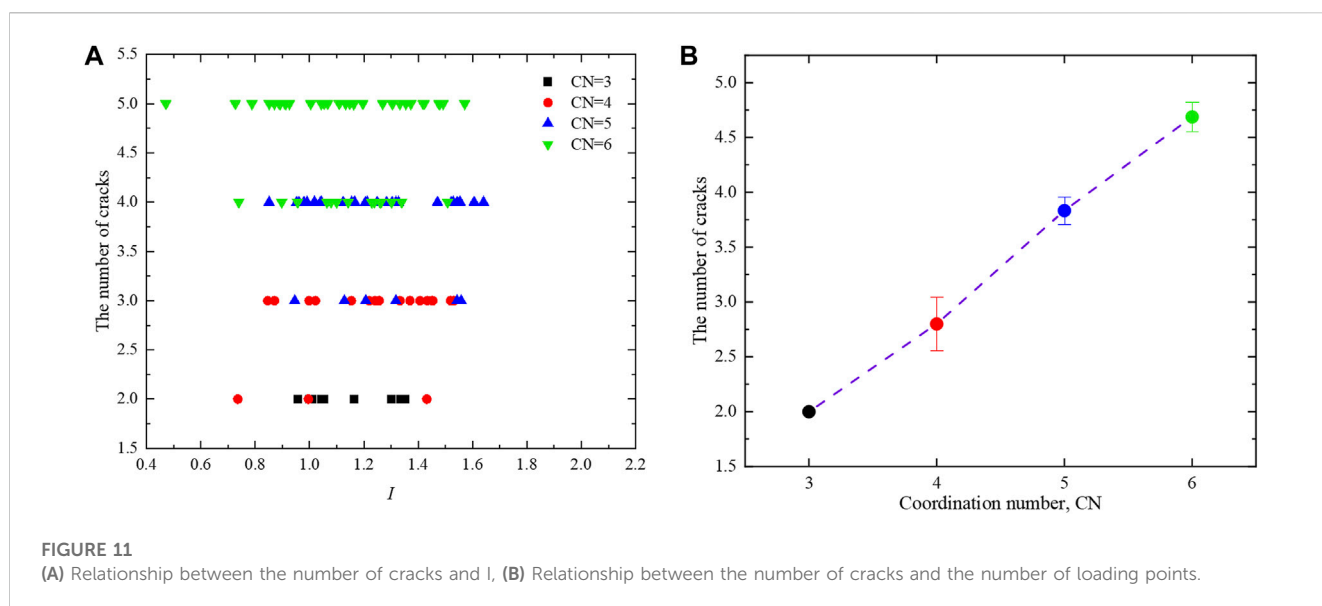 A
5.5
5.0
4.5
4.0
3.5
3.0
2.5
2.0
1.5
The number of cracks
0.4 0.6 0.8 1.0 1.2 1.4 1.6 1.8 2.0 2.2
I
CN=3
CN=4
CN=5
CN=6
B
5.0
4.5
4.0
3.5
3.0
2.5
2.0
1.5
The number of cracks
3 4 5 6
Coordination number, CN
FIGURE 11
(A) Relationship between the number of cracks and I, (B) Relationship between the number of cracks and the number of loading points.